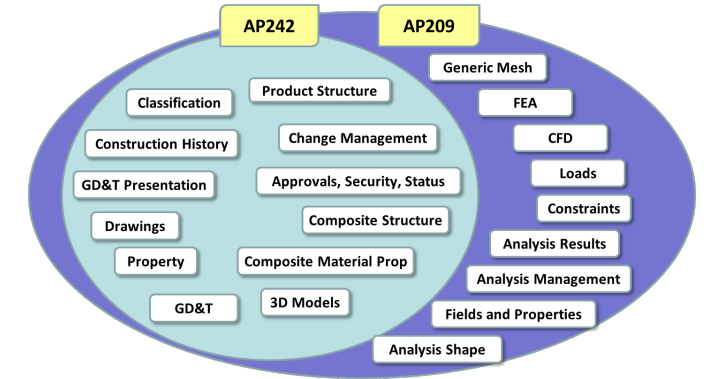 AP242
AP209
Product Structure
Classification
Change Management
Construction History
Approvals, Security, Status
GD&T Presentation
Composite Structure
Drawings
Property
Composite Material Prop
GD&T
3D Models
Generic Mesh
FEA
CFD
Loads
Constraints
Analysis Results
Analysis Management
Fields and Properties
Analysis Shape